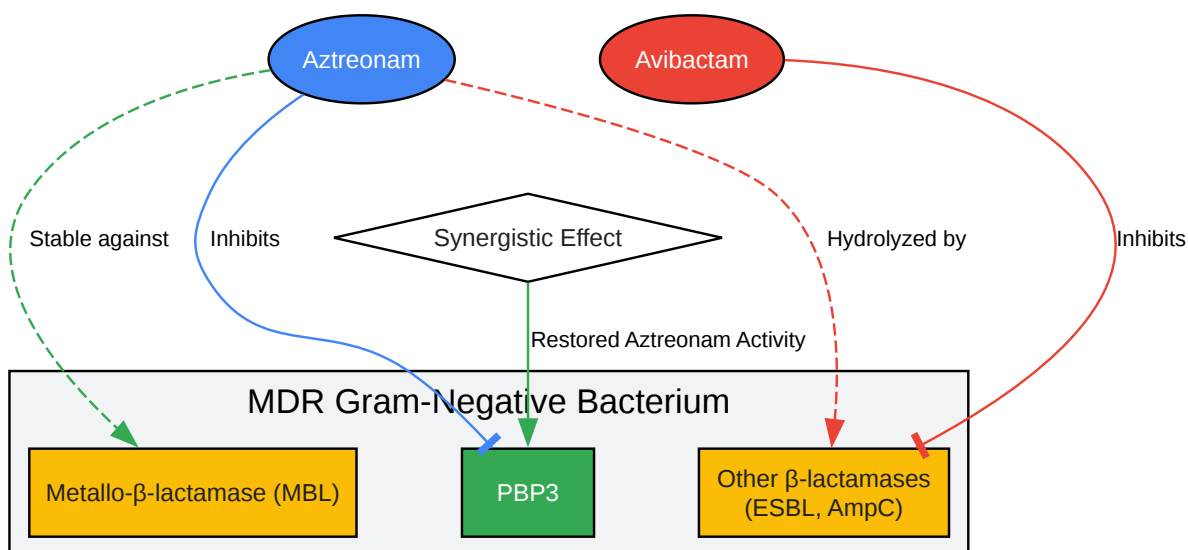 Aztreonam
Avibactam
Stable against
Inhibits
Synergistic Effect
Hydrolyzed by
Inhibits
Restored Aztreonam Activity
MDR Gram-Negative Bacterium
Metallo-β-lactamase (MBL)
PBP3
Other β-lactamases
(ESBL, AmpC)